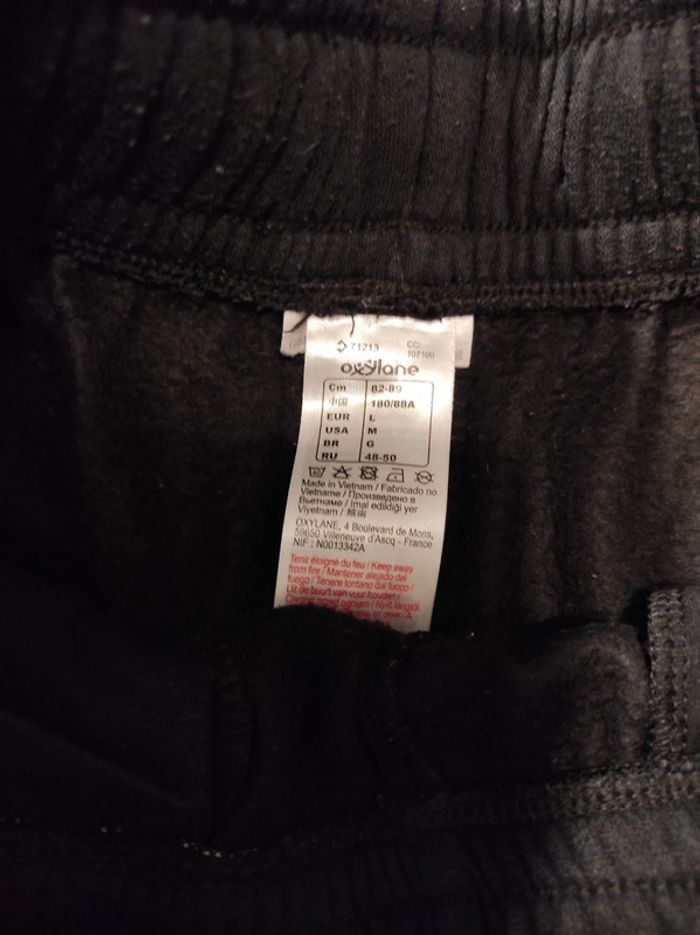 71213 CC:
107100
oxylane
Cm 82-89
中国 180/88A
EUR L
USA M
BR G
RU 48-50
Made in Vietnam / Fabricado no
Vietname / Произведено в
Вьетнаме / Imal edildiği yer
Viyetnam / 越南
OXYLANE, 4 Boulevard de Mons,
59650 Villeneuve d'Ascq - France
NIF : N0013342A
Tenir éloigné du feu / Keep away
from fire / Mantener alejado del
fuego / Tenere lontano dal fuoco /
Uit de buurt van vuur houden /